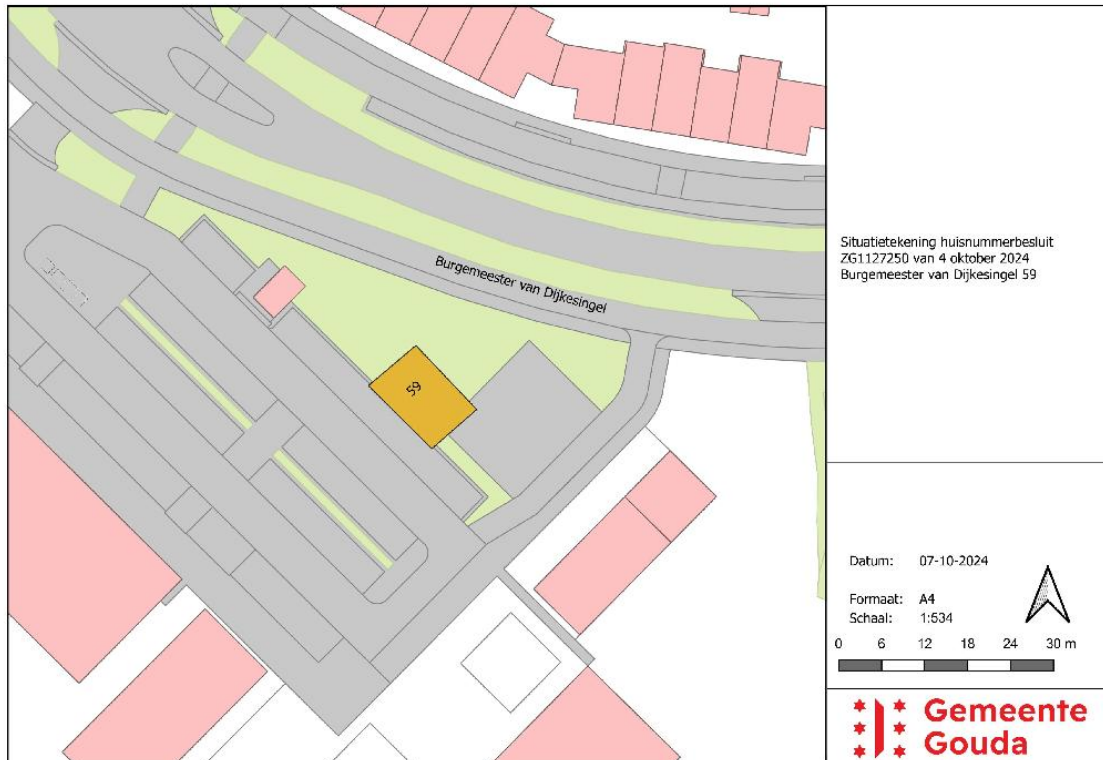 Burgemeester van Dijkesingel
59
Situatietekening huisnummerbesluit
ZG1127250 van 4 oktober 2024
Burgemeester van Dijkesingel 59
Datum: 07-10-2024
Formaat: A4
Schaal: 1:534
0 6 12 18 24 30 m
Gemeente
Gouda